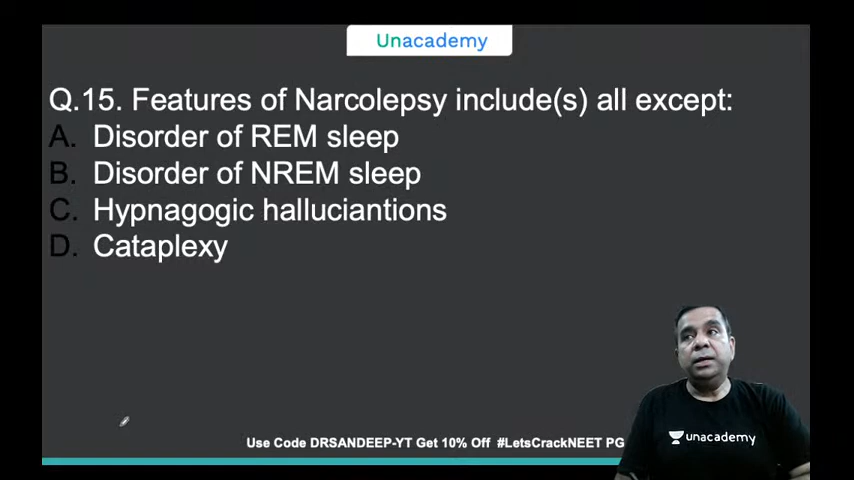 Unacademy
Q.15. Features of Narcolepsy include(s) all except:
A. Disorder of REM sleep
B. Disorder of NREM sleep
C. Hypnagogic halluciantions
D. Cataplexy
unacademy
Use Code DRSANDEEP-YT Get 10% Off #LetsCrackNEET PG